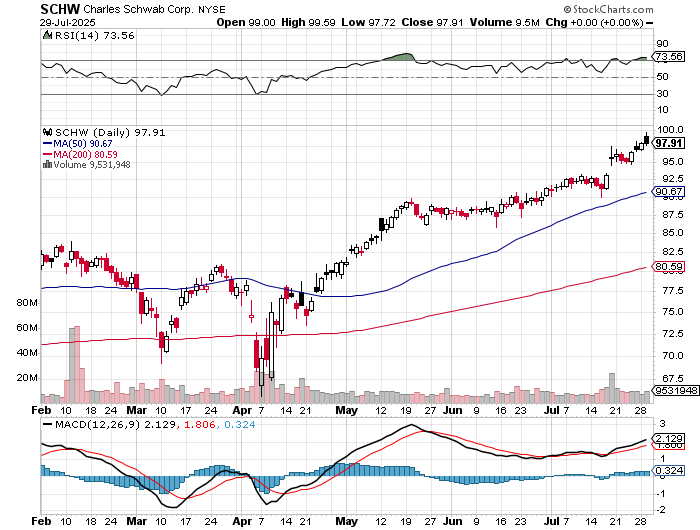 SCHW Charles Schwab Corp. NYSE
© StockCharts.com
29-Jul-2025
Open 99.00 High 99.59 Low 97.72 Close 97.91 Volume 9.5M Chg +0.00 (+0.00%)
RSI(14) 73.56
90
73.56
50
30
10
SCHW (Daily) 97.91
MA(50) 90.67
MA(200) 80.59
Volume 9,531,948
100.0
97.91
95.0
92.5
90.67
87.5
85.0
82.5
80.59
77.5
75.0
72.5
70.0
67.5
9531948
80M
60M
40M
20M
Feb 10 18 24 Mar 10 17 24 Apr 7 14 21 May 12 19 27 Jun 9 16 23 Jul 7 14 21 28
MACD(12,26,9) 2.129, 1.806, 0.324
3
2.129
1.806
1
0.324
-1
-2
Feb 10 18 24 Mar 10 17 24 Apr 7 14 21 May 12 19 27 Jun 9 16 23 Jul 7 14 21 28